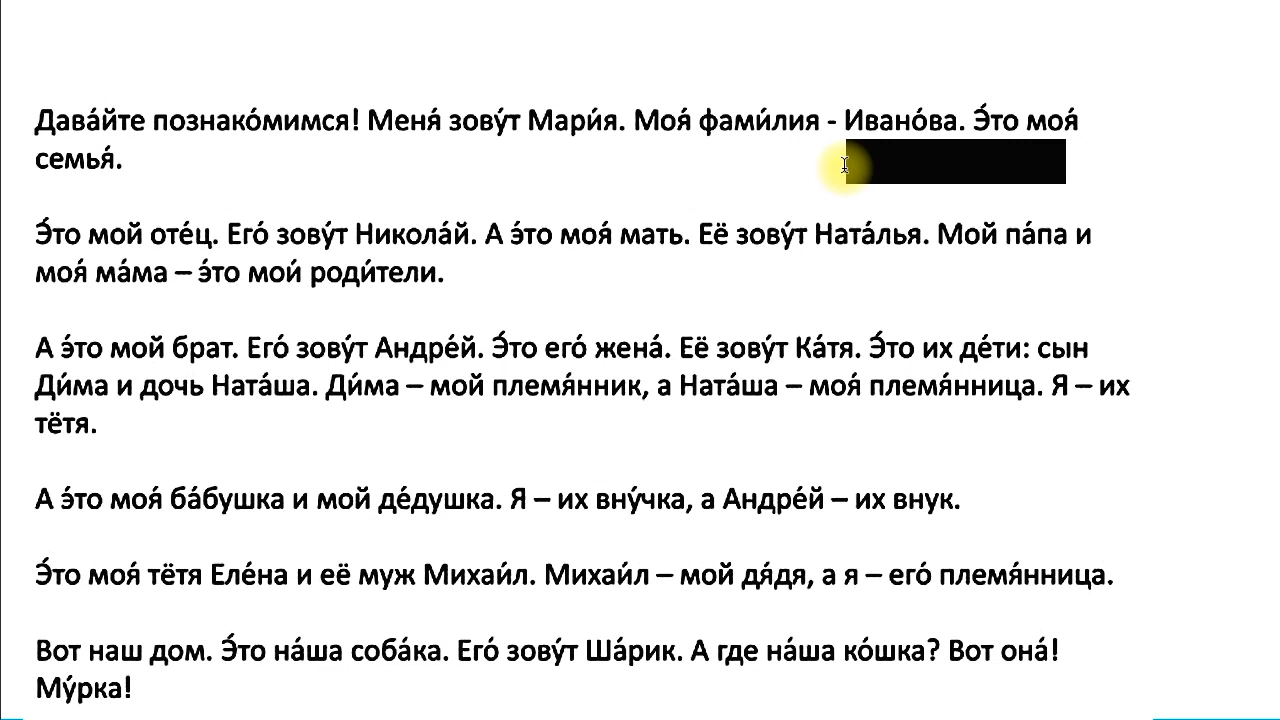 Дава́йте познако́мимся! Меня́ зову́т Мари́я. Моя́ фами́лия - Ивано́ва. Э́то моя́
семья́.
Э́то мой оте́ц. Его́ зову́т Никола́й. А э́то моя́ мать. Её зову́т Ната́лья. Мой па́па и
моя́ ма́ма – э́то мои́ роди́тели.
А э́то мой брат. Его́ зову́т Андре́й. Э́то его́ жена́. Её зову́т Ка́тя. Э́то их де́ти: сын
Ди́ма и дочь Ната́ша. Ди́ма – мой племя́нник, а Ната́ша – моя́ племя́нница. Я – их
тётя.
А э́то моя́ ба́бушка и мой де́душка. Я – их вну́чка, а Андре́й – их внук.
Э́то моя́ тётя Еле́на и её муж Михаи́л. Михаи́л – мой дя́дя, а я – его́ племя́нница.
Вот наш дом. Э́то на́ша соба́ка. Его́ зову́т Ша́рик. А где на́ша ко́шка? Вот она́!
Му́рка!